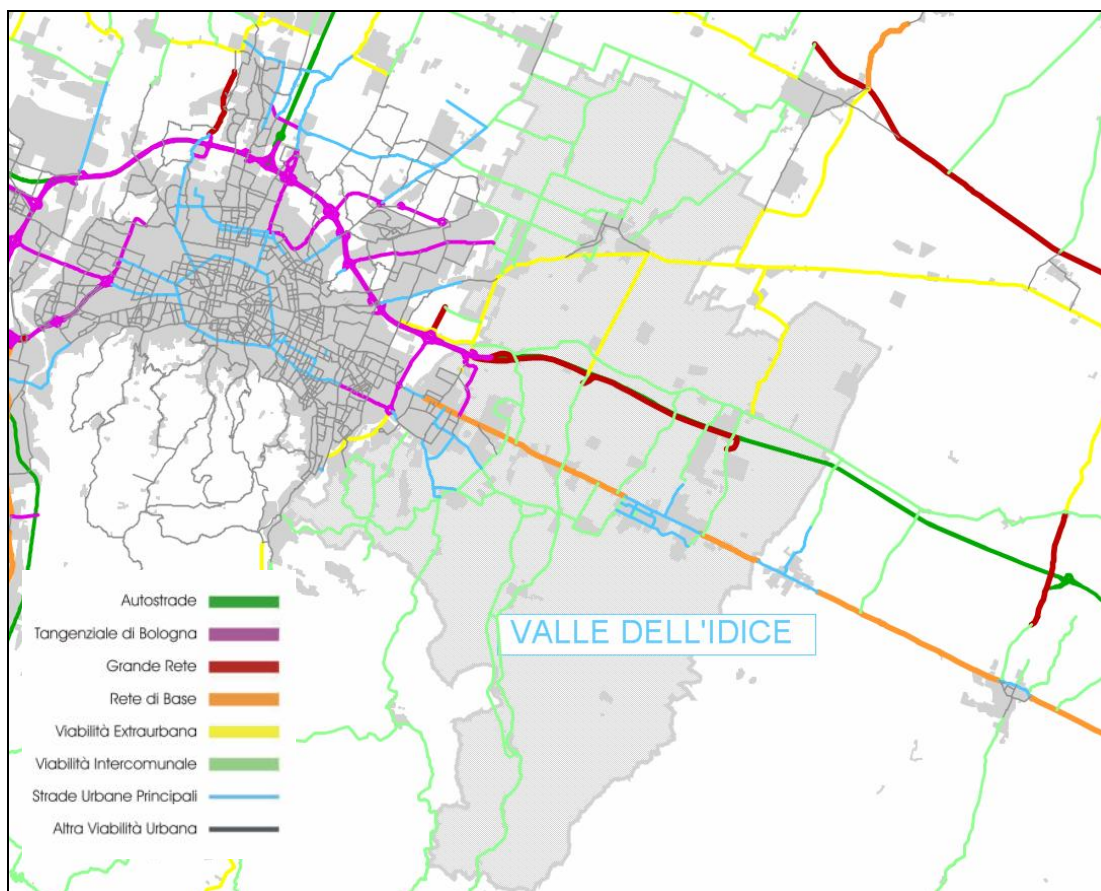 VALLE DELL'IDICE
Autostrade
Tangenziale di Bologna
Grande Rete
Rete di Base
Viabilità Extraurbana
Viabilità Intercomunale
Strade Urbane Principali
Altra Viabilità Urbana